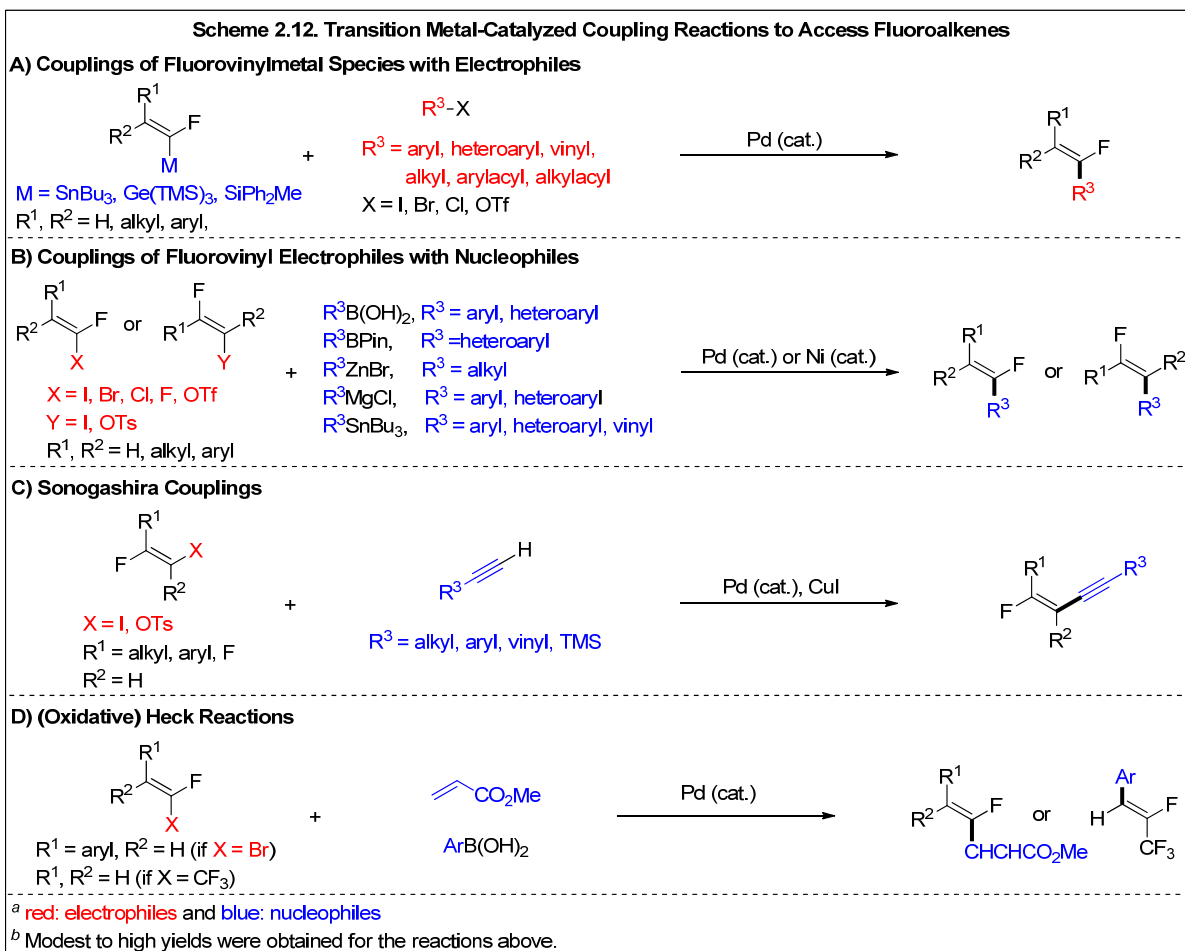 Scheme 2.12. Transition Metal-Catalyzed Coupling Reactions to Access Fluoroalkenes
A) Couplings of Fluorovinylmetal Species with Electrophiles
R¹
R²
F
M
M = SnBu₃, Ge(TMS)₃, SiPh₂Me
R¹, R² = H, alkyl, aryl,
+
R³-X
R³ = aryl, heteroaryl, vinyl,
alkyl, arylacyl, alkylacyl
X = I, Br, Cl, OTf
Pd (cat.)
R¹
R²
F
R³
B) Couplings of Fluorovinyl Electrophiles with Nucleophiles
R¹
R²
F
X
or
F
R¹
R²
Y
X = I, Br, Cl, F, OTf
Y = I, OTs
R¹, R² = H, alkyl, aryl
+
R³B(OH)₂, R³ = aryl, heteroaryl
R³BPin, R³ =heteroaryl
R³ZnBr, R³ = alkyl
R³MgCl, R³ = aryl, heteroaryl
R³SnBu₃, R³ = aryl, heteroaryl, vinyl
Pd (cat.) or Ni (cat.)
R¹
R²
F
R³
or
F
R¹
R²
R³
C) Sonogashira Couplings
R¹
F
X
R²
X = I, OTs
R¹ = alkyl, aryl, F
R² = H
+
H
R³
R³ = alkyl, aryl, vinyl, TMS
Pd (cat.), CuI
R¹
F
R³
R²
D) (Oxidative) Heck Reactions
R¹
R²
F
X
R¹ = aryl, R² = H (if X = Br)
R¹, R² = H (if X = CF₃)
+
CO₂Me
ArB(OH)₂
Pd (cat.)
R¹
R²
F
CHCHCO₂Me
or
Ar
H
F
CF₃
ᵃ red: electrophiles and blue: nucleophiles
ᵇ Modest to high yields were obtained for the reactions above.